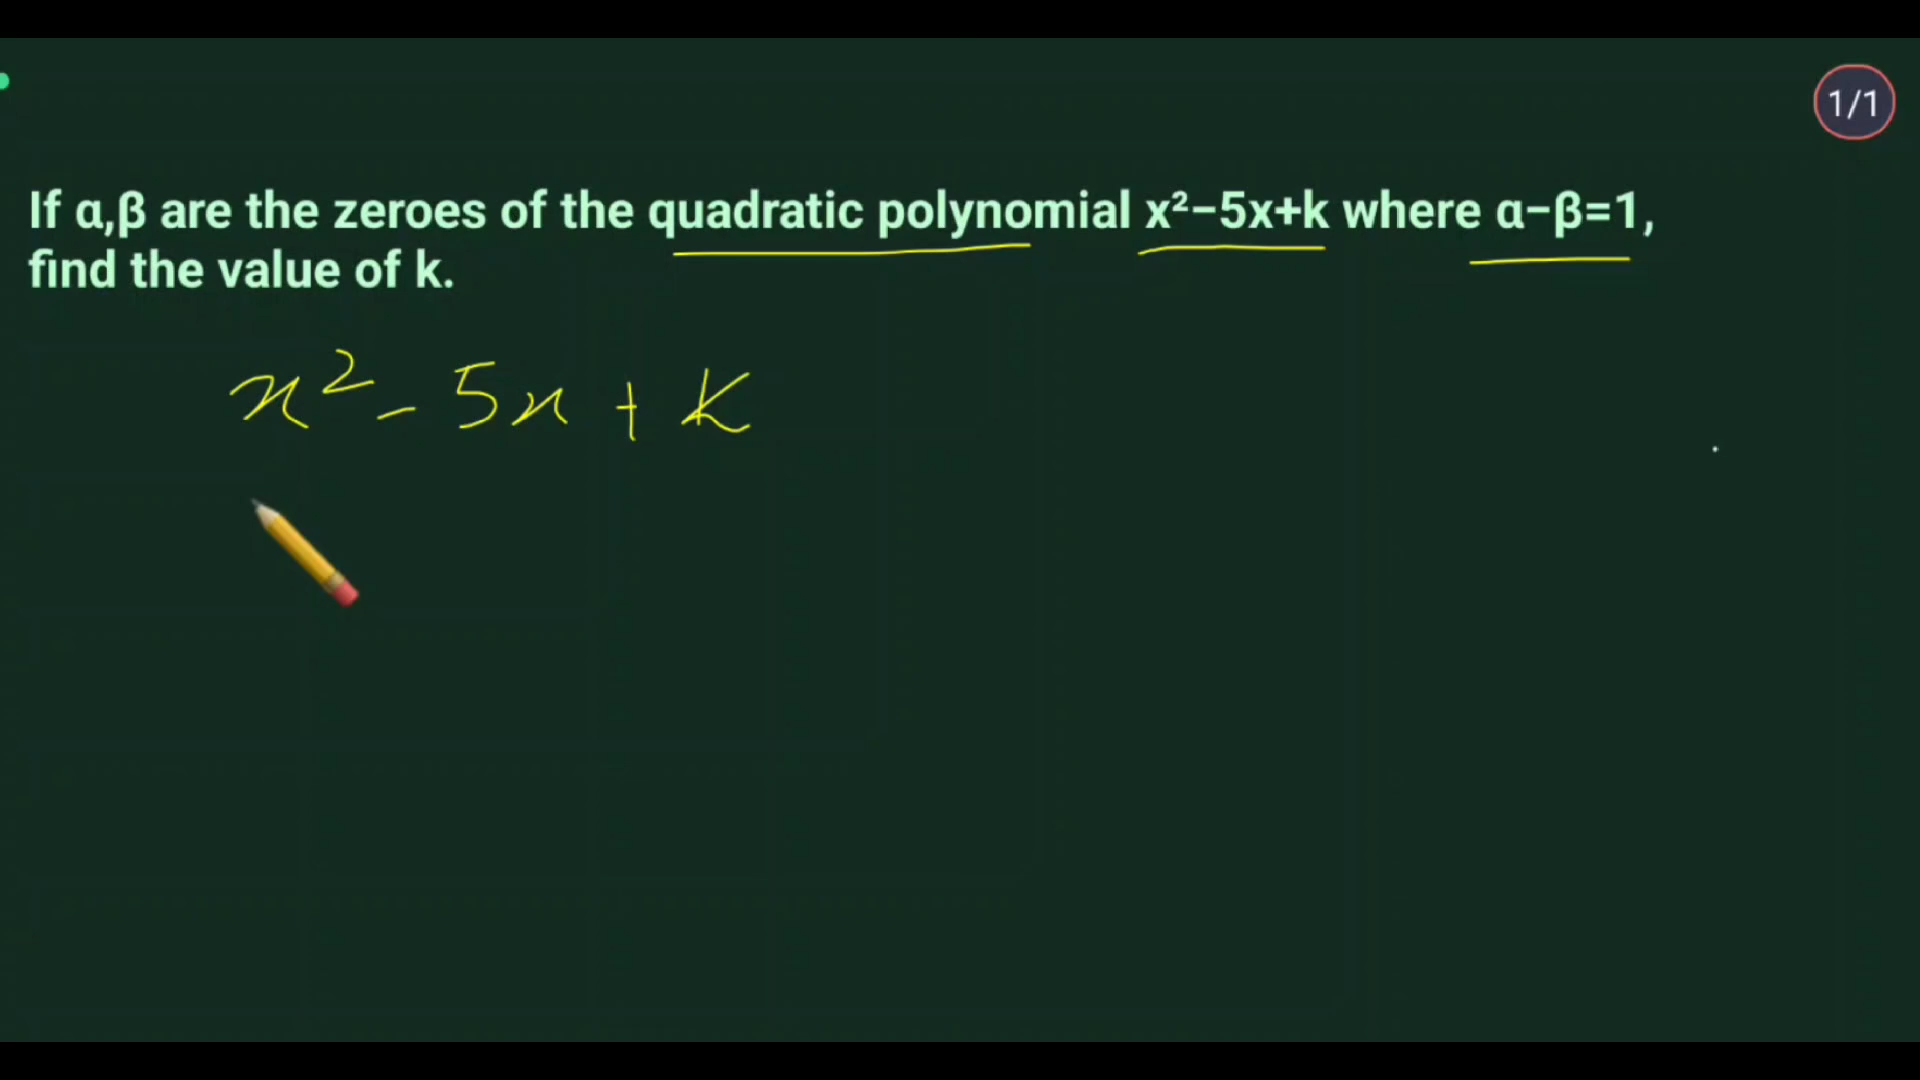 1/1
If α,β are the zeroes of the quadratic polynomial x²−5x+k where α−β=1,
find the value of k.
x² - 5x + k